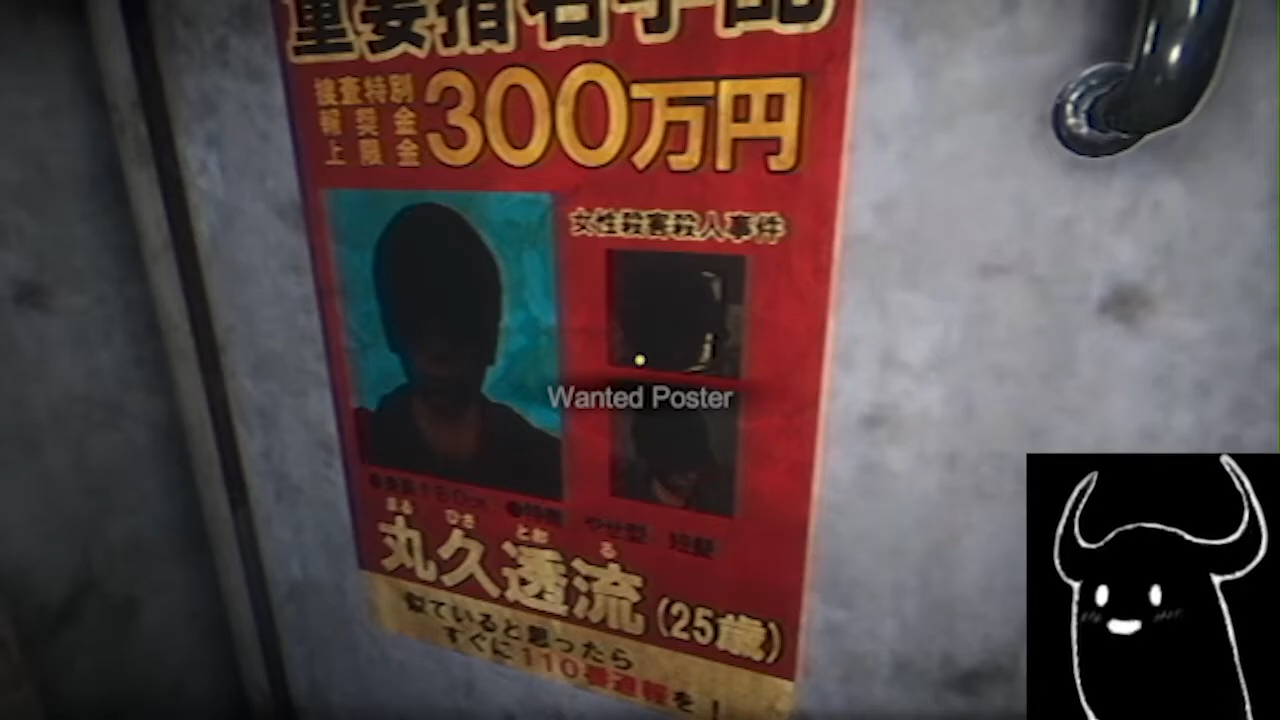 重要指名手配
捜査特別
報奨金
上限金
300万円
女性殺害殺人事件
Wanted Poster
やせ型 短髪
まる ひさ とおる る
丸久透流(25歳)
似ていると思ったら
すぐに110番通報を!